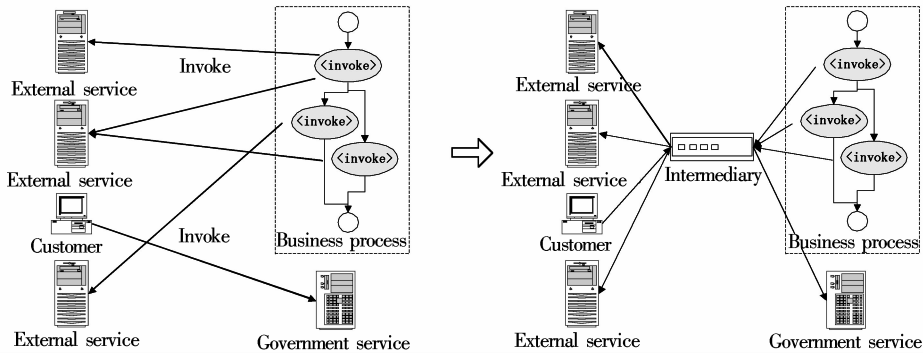 External service
Invoke
<invoke>
<invoke>
<invoke>
External service
Customer
Invoke
Business process
External service
Government service
External service
<invoke>
<invoke>
<invoke>
External service
Intermediary
Customer
Business process
External service
Government service